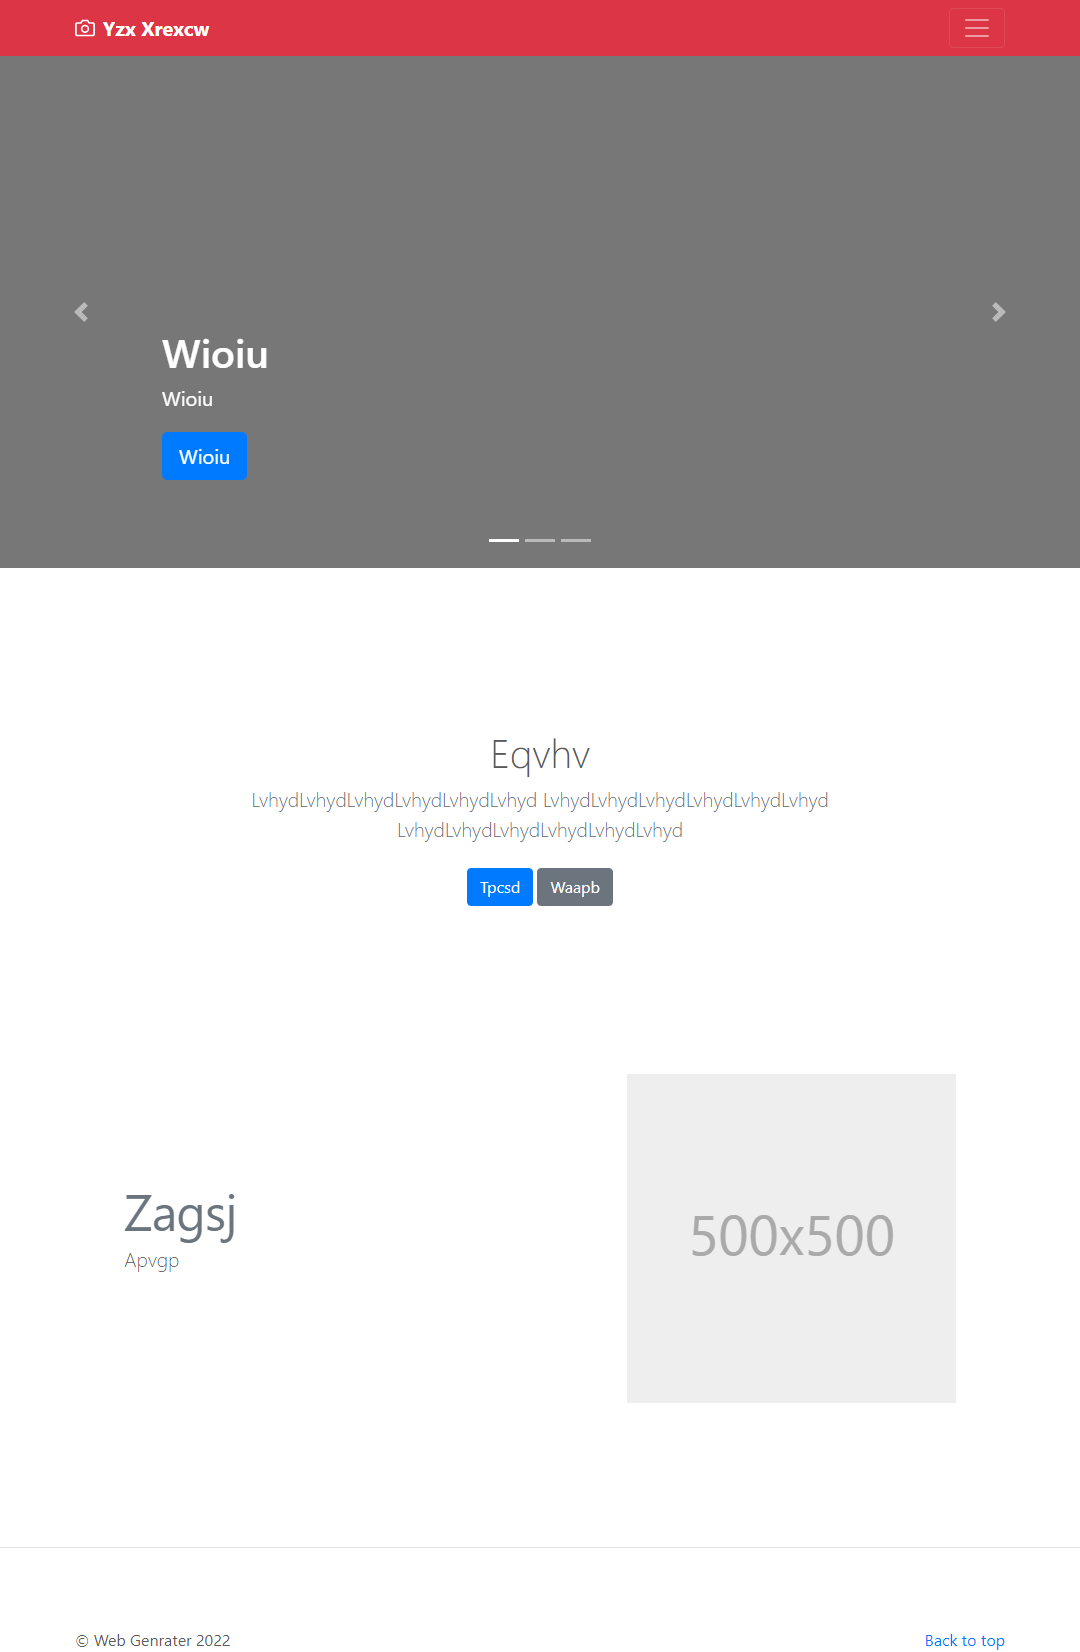 Yzx Xrexcw
Wioiu
Wioiu
Wioiu
Eqvhv
LvhydLvhydLvhydLvhydLvhydLvhyd LvhydLvhydLvhydLvhydLvhydLvhyd
LvhydLvhydLvhydLvhydLvhydLvhyd
Tpcsd Waapb
Zagsj
Apvgp
500x500
© Web Genrater 2022
Back to top